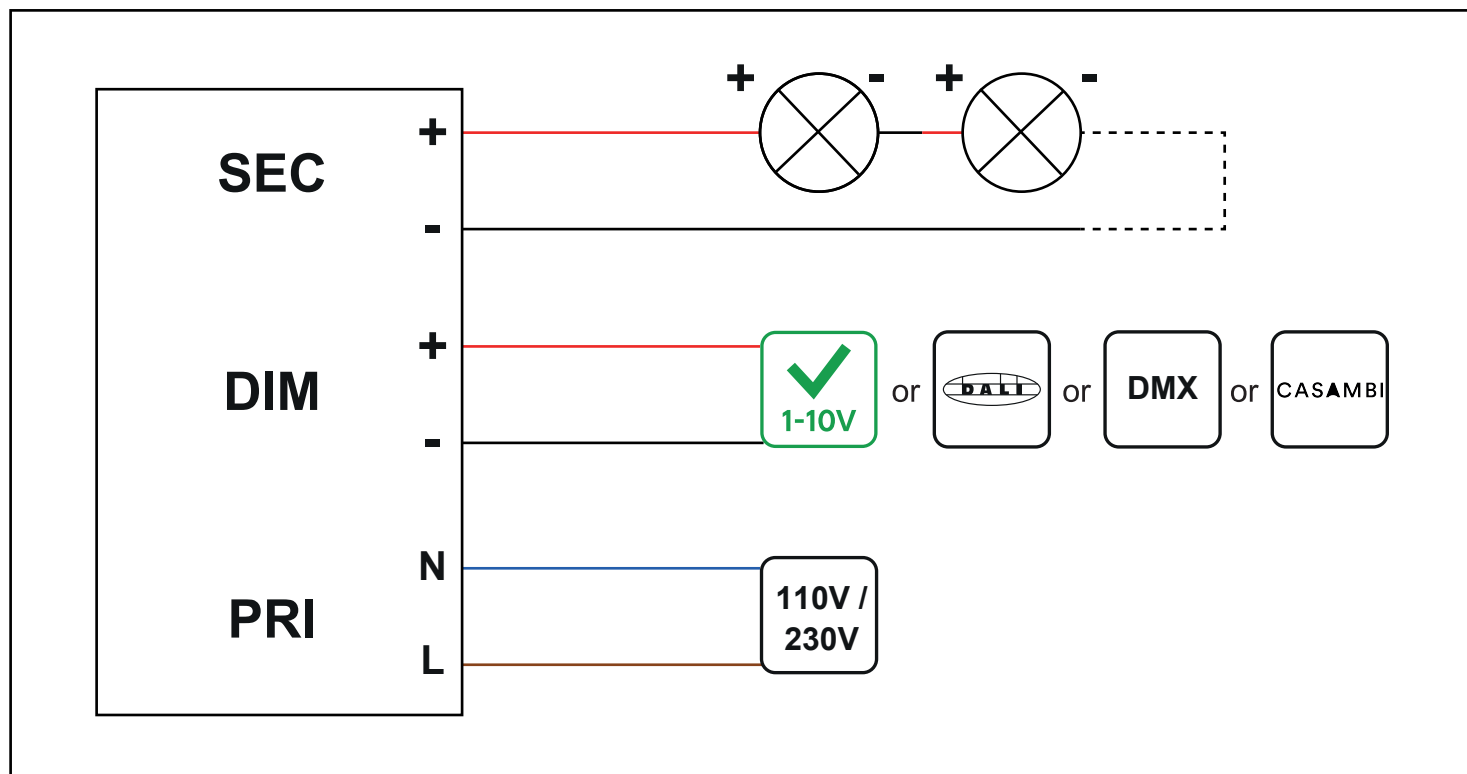 + - + -
+
SEC
-
+
DIM
-
1-10V or DALI or DMX or CASAMBI
N
PRI
L
110V /
230V